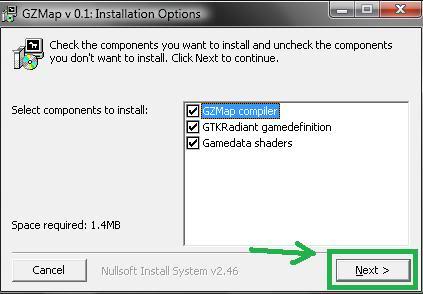 GZMap v 0.1: Installation Options
Check the components you want to install and uncheck the components
you don't want to install. Click Next to continue.
Select components to install:
GZMap compiler
GTKRadiant gamedefinition
Gamedata shaders
Space required: 1.4MB
Cancel
Nullsoft Install System v2.46
Next >